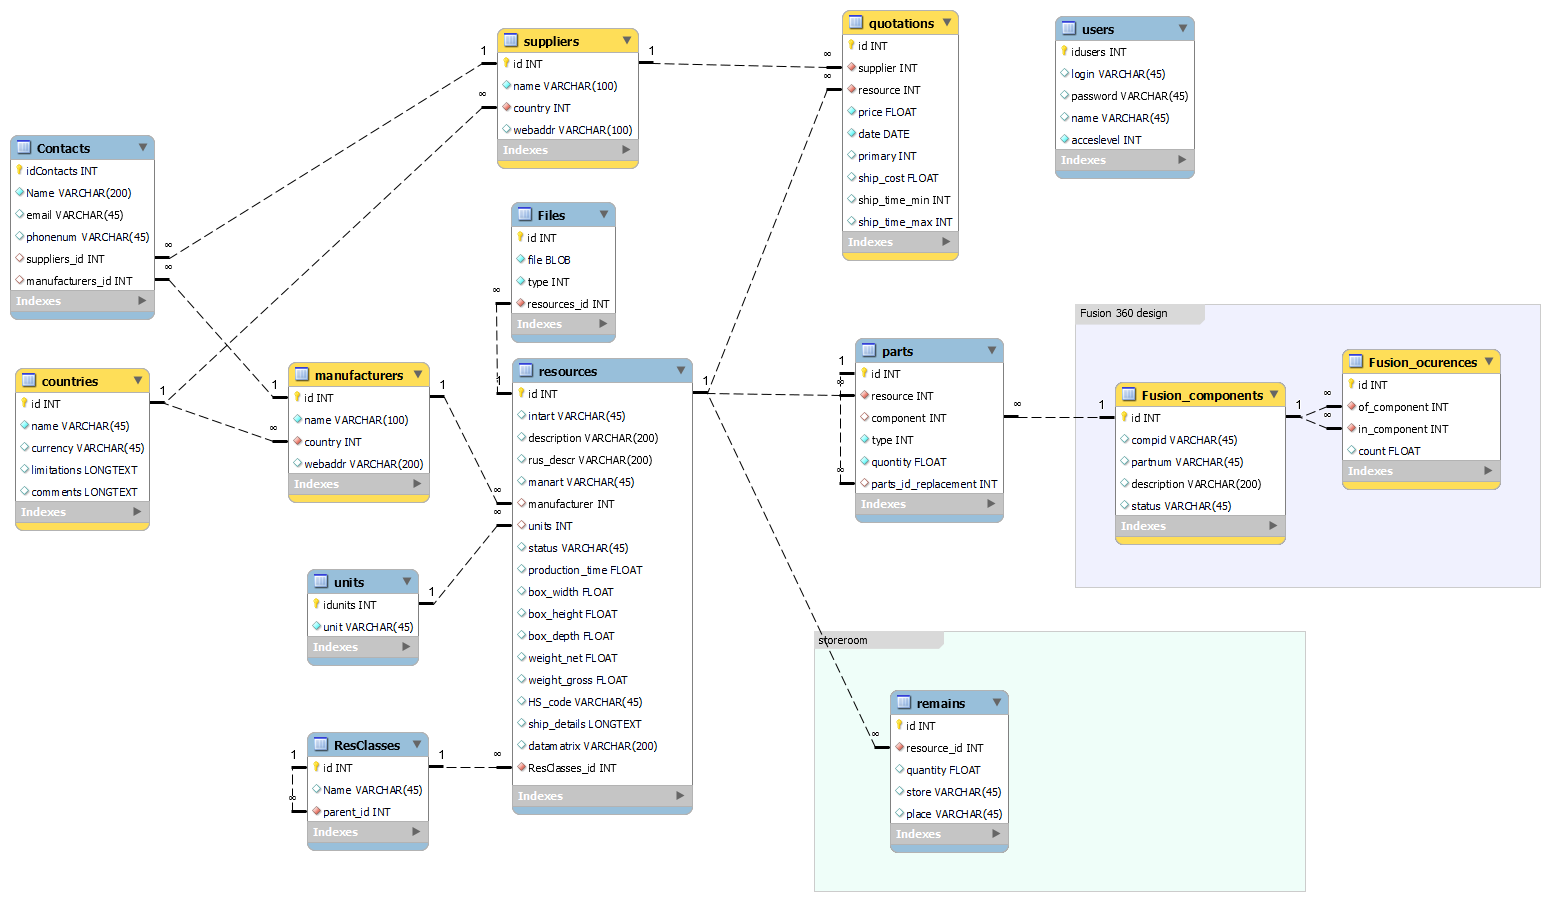 suppliers
id INT
name VARCHAR(100)
country INT
webaddr VARCHAR(100)
Indexes
quotations
id INT
supplier INT
resource INT
price FLOAT
date DATE
primary INT
ship_cost FLOAT
ship_time_min INT
ship_time_max INT
Indexes
users
idusers INT
login VARCHAR(45)
password VARCHAR(45)
name VARCHAR(45)
acceslevel INT
Indexes
Contacts
idContacts INT
Name VARCHAR(200)
email VARCHAR(45)
phonenum VARCHAR(45)
suppliers_id INT
manufacturers_id INT
Indexes
Files
id INT
file BLOB
type INT
resources_id INT
Indexes
countries
id INT
name VARCHAR(45)
currency VARCHAR(45)
limitations LONGTEXT
comments LONGTEXT
Indexes
manufacturers
id INT
name VARCHAR(100)
country INT
webaddr VARCHAR(200)
Indexes
resources
id INT
intart VARCHAR(45)
description VARCHAR(200)
rus_descr VARCHAR(200)
manart VARCHAR(45)
manufacturer INT
units INT
status VARCHAR(45)
production_time FLOAT
box_width FLOAT
box_height FLOAT
box_depth FLOAT
weight_net FLOAT
weight_gross FLOAT
HS_code VARCHAR(45)
ship_details LONGTEXT
datamatrix VARCHAR(200)
ResClasses_id INT
Indexes
parts
id INT
resource INT
component INT
type INT
quontity FLOAT
parts_id_replacement INT
Indexes
Fusion 360 design
Fusion_components
id INT
compid VARCHAR(45)
partnum VARCHAR(45)
description VARCHAR(200)
status VARCHAR(45)
Indexes
Fusion_ocurences
id INT
of_component INT
in_component INT
count FLOAT
Indexes
units
idunits INT
unit VARCHAR(45)
Indexes
ResClasses
id INT
Name VARCHAR(45)
parent_id INT
Indexes
storeroom
remains
id INT
resource_id INT
quantity FLOAT
store VARCHAR(45)
place VARCHAR(45)
Indexes
1
∞
1
∞
∞
∞
∞
1
1
∞
1
∞
1
∞
1
∞
∞
1
1
∞
∞
1
∞
1
∞
∞
1
∞
1
∞
∞